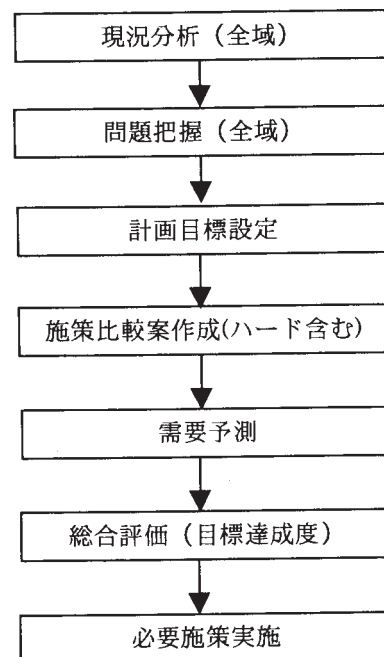 現況分析（全域）
問題把握（全域）
計画目標設定
施策比較案作成(ハード含む)
需要予測
総合評価（目標達成度）
必要施策実施